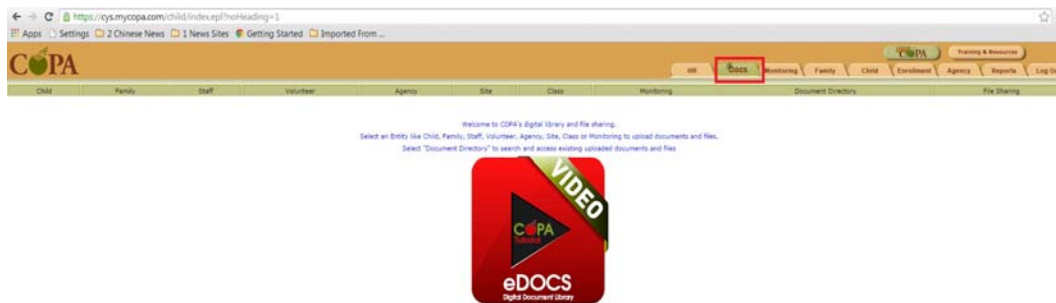 https://cys.mycopa.com/child/index.epl?noHeading=1
Apps Settings 2 Chinese News 1 News Sites Getting Started Imported From ...
COPA
COPA Training & Resources
HR Docs Monitoring Family Child Enrollment Agency Reports Log Ou
Child Family Staff Volunteer Agency Site Class Monitoring Document Directory File Sharing
Welcome to COPA's digital library and file sharing.
Select an Entity like Child, Family, Staff, Volunteer, Agency, Site, Class or Monitoring to upload documents and files.
Select "Document Directory" to search and access existing uploaded documents and files
VIDEO
COPA
Tutorial
eDOCS
Digital Document Library